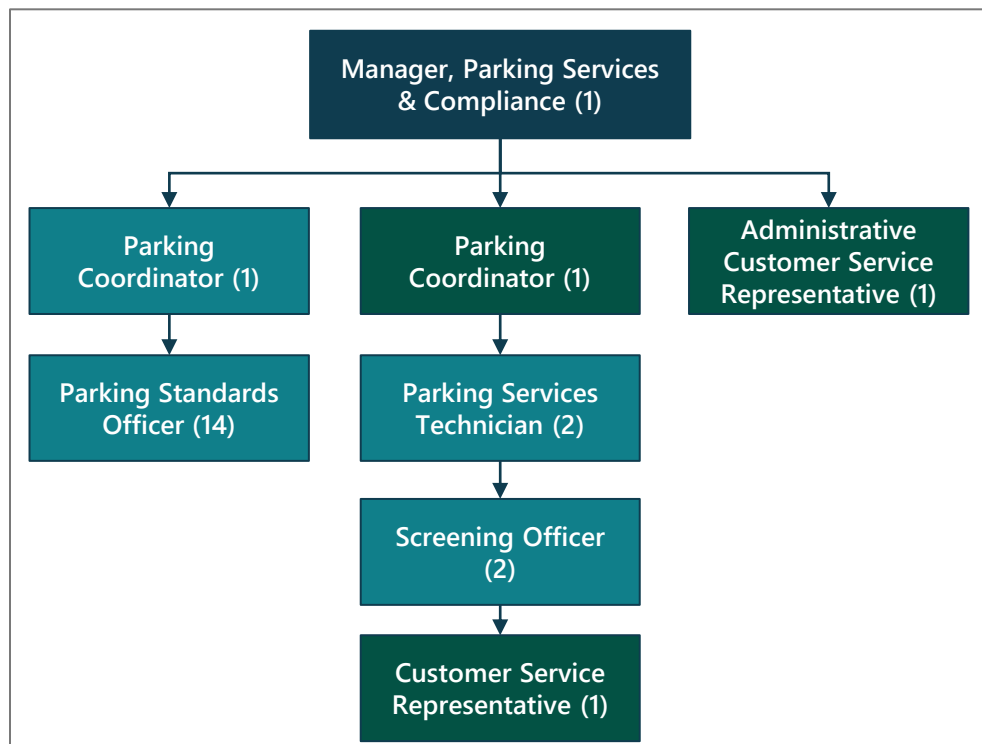 Manager, Parking Services
& Compliance (1)
Parking
Coordinator (1)
Parking
Coordinator (1)
Administrative
Customer Service
Representative (1)
Parking Standards
Officer (14)
Parking Services
Technician (2)
Screening Officer
(2)
Customer Service
Representative (1)